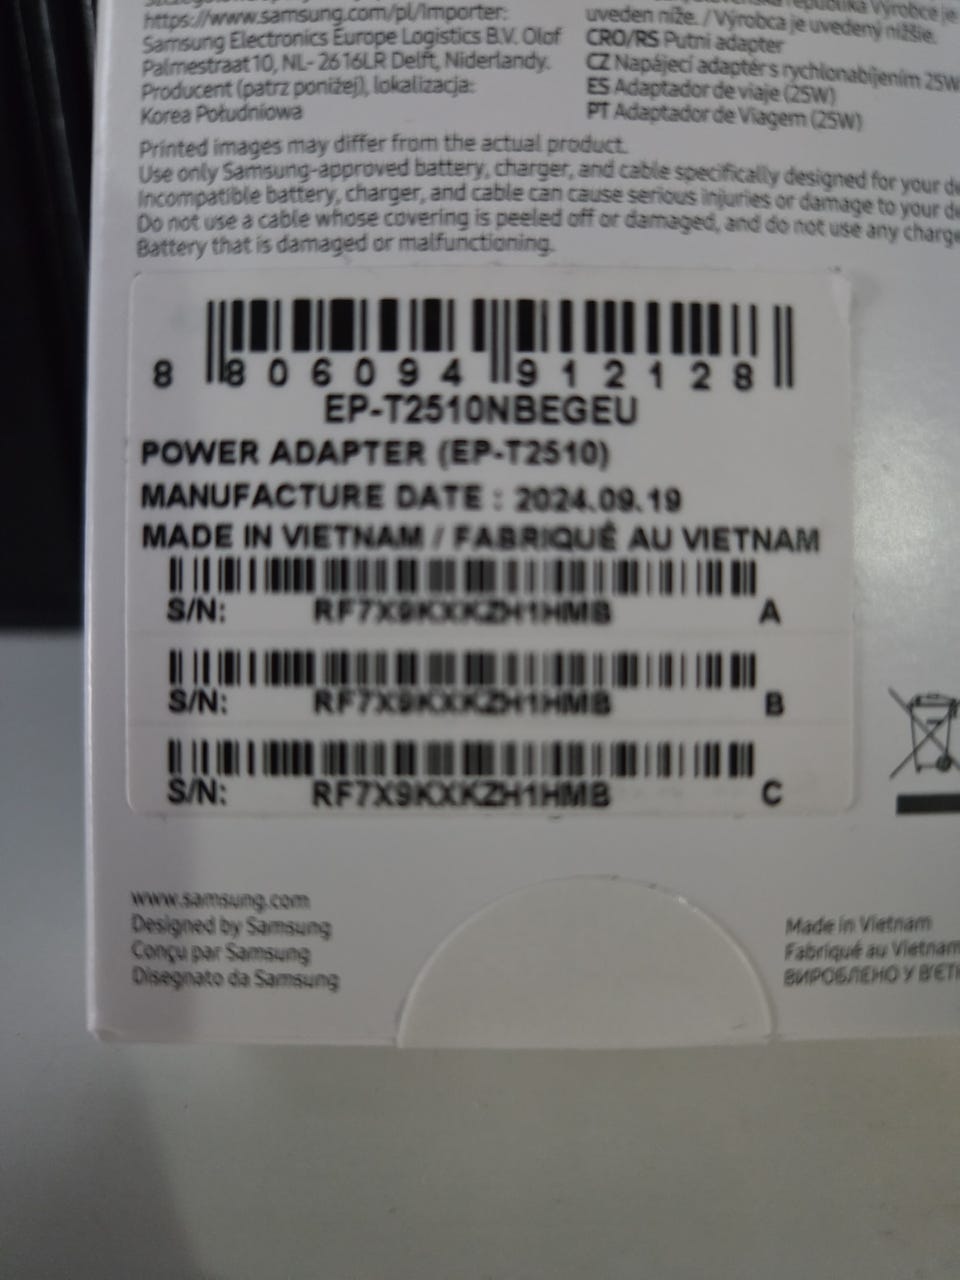 https://www.samsung.com/pl/Importer:
Samsung Electronics Europe Logistics B.V. Olof
Palmestraat 10, NL- 2616LR Delft, Niderlandy.
Producent (patrz poniżej), lokalizacja:
Korea Południowa
republika Výrobce je
uveden níže. / Výrobca je uvedený nižšie.
CRO/RS Putni adapter
CZ Napájecí adaptér s rychlonabíjením 25W
ES Adaptador de viaje (25W)
PT Adaptador de Viagem (25W)
Printed images may differ from the actual product.
Use only Samsung-approved battery, charger, and cable specifically designed for your
Incompatible battery, charger, and cable can cause serious injuries or damage to your
Do not use a cable whose covering is peeled off or damaged, and do not use any
Battery that is damaged or malfunctioning.
8 806094 912128
EP-T2510NBEGEU
POWER ADAPTER (EP-T2510)
MANUFACTURE DATE : 2024.09.19
MADE IN VIETNAM / FABRIQUÉ AU VIETNAM
S/N: RF7X9KXKZH1HMB A
S/N: RF7X9KXKZH1HMB B
S/N: RF7X9KXKZH1HMB C
www.samsung.com
Designed by Samsung
Conçu par Samsung
Disegnato da Samsung
Made in Vietnam
Fabriqué au Vietnam
ВИРОБЛЕНО У